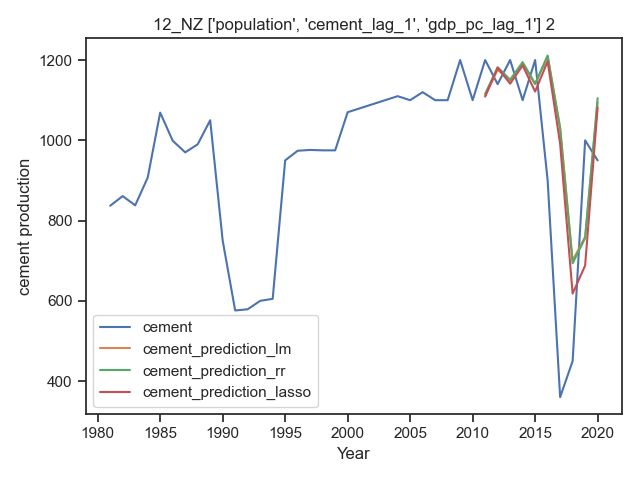 12_NZ ['population', 'cement_lag_1', 'gdp_pc_lag_1'] 2
1200
1000
800
600
400
cement production
cement
cement_prediction_lm
cement_prediction_rr
cement_prediction_lasso
1980 1985 1990 1995 2000 2005 2010 2015 2020
Year